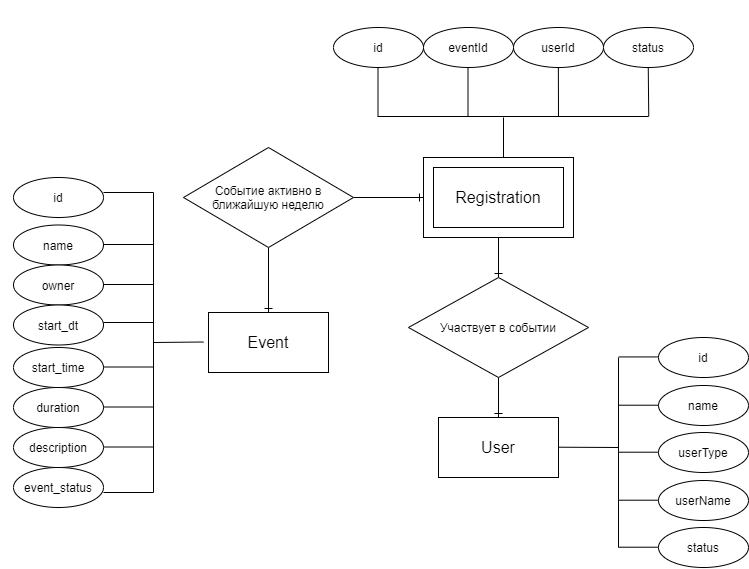 id
eventId
userId
status
Событие активно в
ближайшую неделю
Registration
id
name
owner
start_dt
start_time
duration
description
event_status
Event
Участвует в событии
User
id
name
userType
userName
status